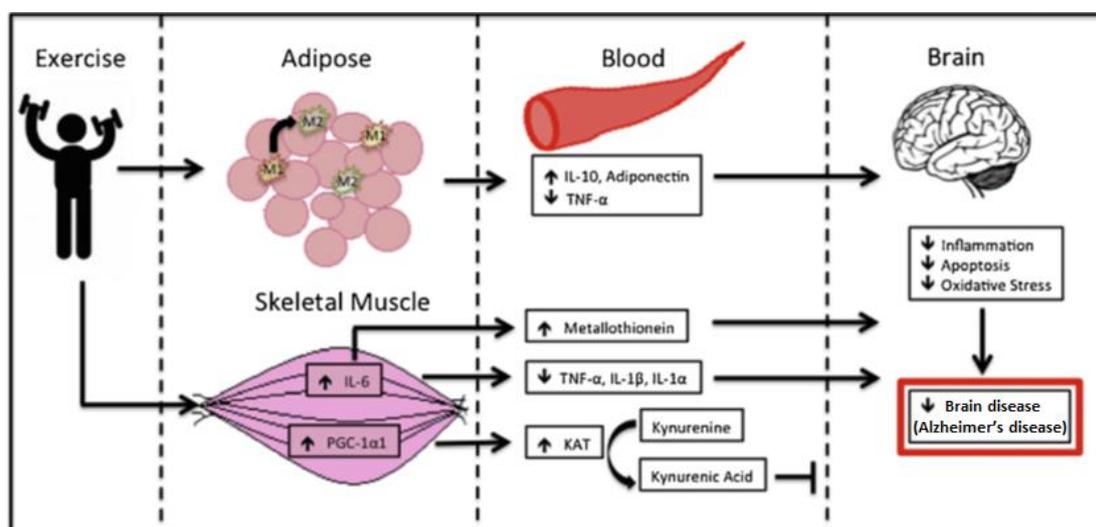 Exercise
Adipose
Blood
Brain
M2
M1
M1
M2
↑ IL-10, Adiponectin
↓ TNF-α
↓ Inflammation
↓ Apoptosis
↓ Oxidative Stress
Skeletal Muscle
↑ Metallothionein
↑ IL-6
↓ TNF-α, IL-1β, IL-1α
↓ Brain disease
(Alzheimer's disease)
↑ PGC-1α1
↑ KAT
Kynurenine
Kynurenic Acid